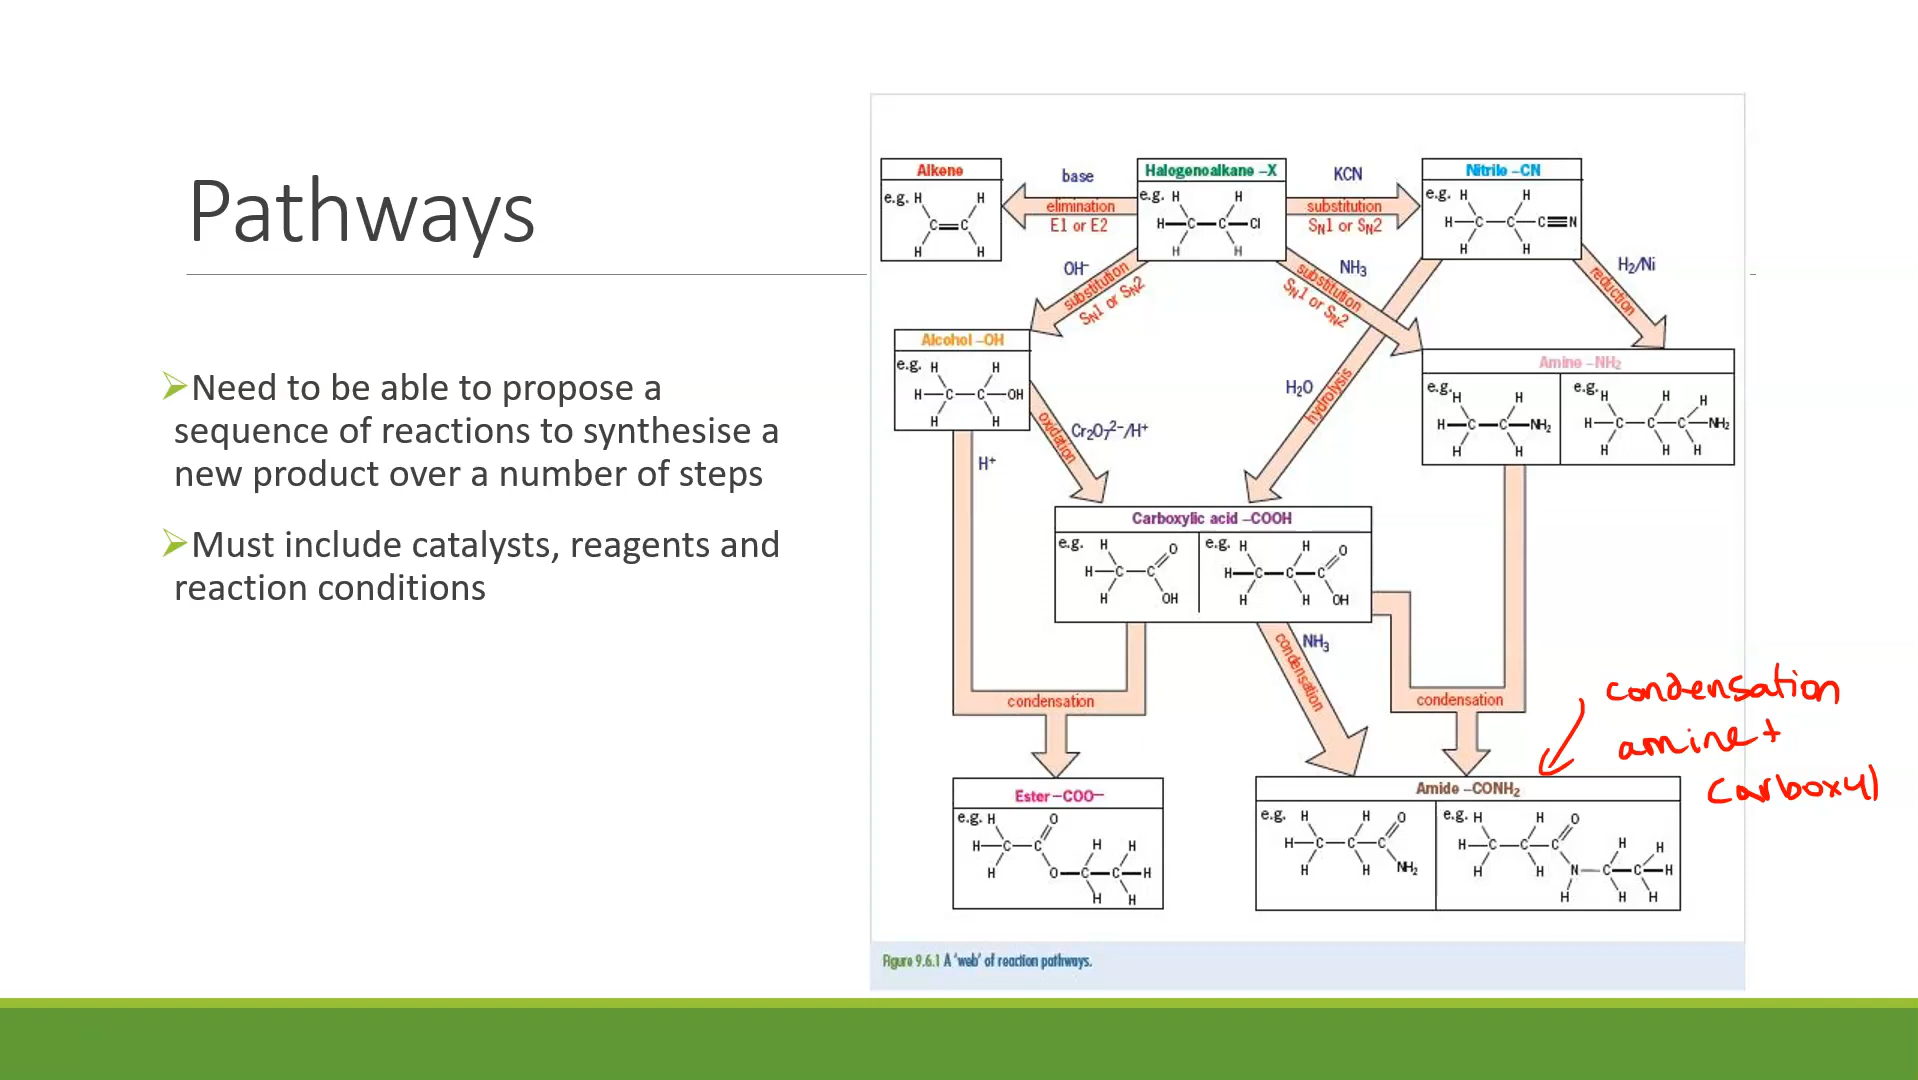 Pathways
➢Need to be able to propose a
sequence of reactions to synthesise a
new product over a number of steps
➢Must include catalysts, reagents and
reaction conditions
Alkene
e.g. H H
C=C
H H
base
elimination
E1 or E2
Halogenoalkane –X
e.g. H H
H–C–C–Cl
H H
KCN
substitution
SN1 or SN2
Nitrile –CN
e.g. H H
H–C–C–C≡N
H H
OH⁻
substitution
SN1 or SN2
NH₃
substitution
SN1 or SN2
H₂/Ni
reduction
Alcohol –OH
e.g. H H
H–C–C–OH
H H
H₂O
hydrolysis
Amine –NH₂
e.g. H H
H–C–C–NH₂
H H
e.g. H H H
H–C–C–C–NH₂
H H H
Cr₂O₇²⁻/H⁺
oxidation
H⁺
Carboxylic acid –COOH
e.g. H O
H–C–C
H OH
e.g. H H O
H–C–C–C
H H OH
NH₃
condensation
condensation
condensation
condensation
amine +
carboxyl
Ester –COO–
e.g. H O
H–C–C H H
H O–C–C–H
H H
Amide –CONH₂
e.g. H H O
H–C–C–C
H H NH₂
e.g. H H O
H–C–C–C H H
H H N–C–C–H
H H H
Figure 9.6.1 A 'web' of reaction pathways.